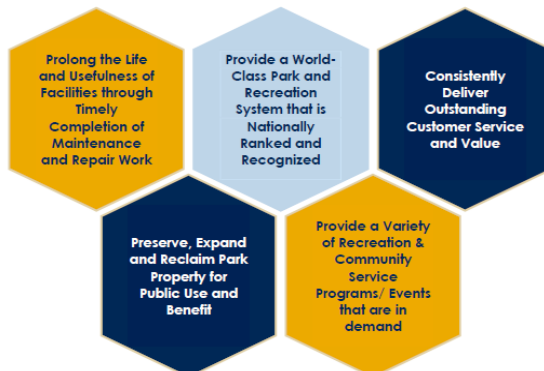 Prolong the Life
and Usefulness of
Facilities through
Timely
Completion of
Maintenance
and Repair Work
Provide a World-
Class Park and
Recreation
System that is
Nationally
Ranked and
Recognized
Consistently
Deliver
Outstanding
Customer Service
and Value
Preserve, Expand
and Reclaim Park
Property for
Public Use and
Benefit
Provide a Variety
of Recreation &
Community
Service
Programs/ Events
that are in
demand